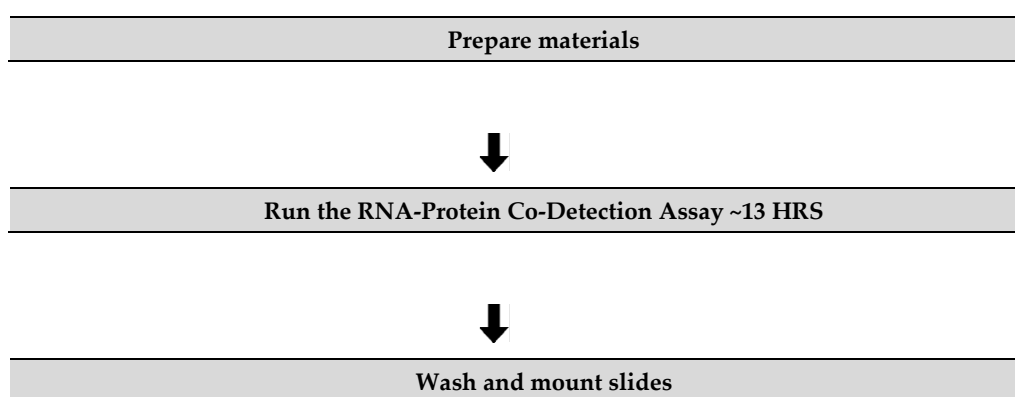 Prepare materials
Run the RNA-Protein Co-Detection Assay ~13 HRS
Wash and mount slides